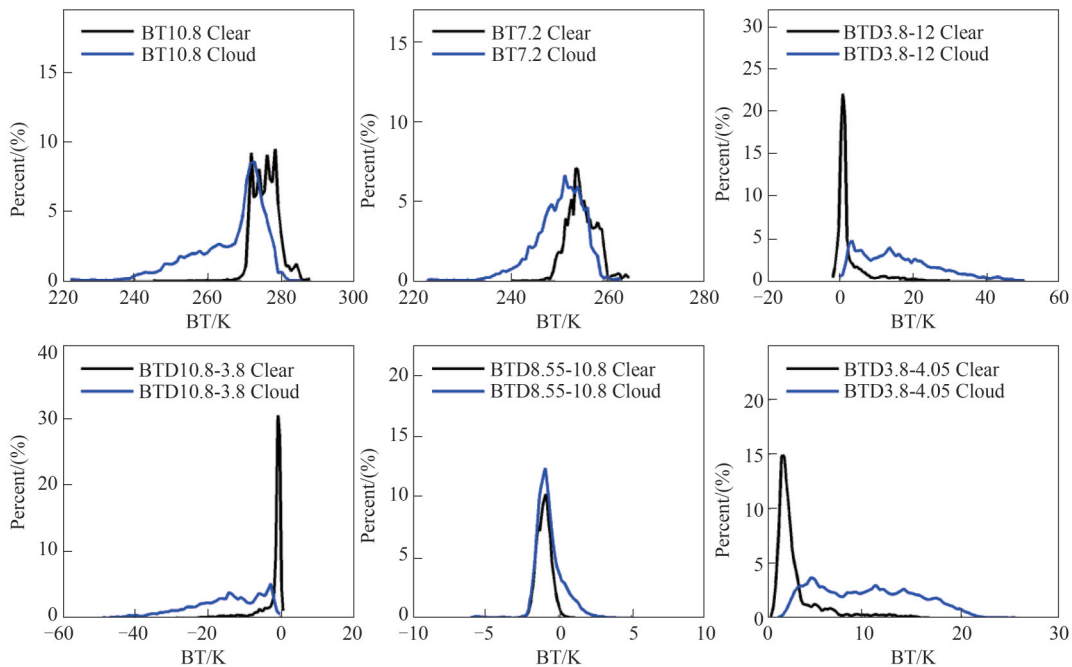 BT10.8 Clear
BT10.8 Cloud
15
10
5
0
220
240
260
280
300
Percent/(%)
BT/K
BT7.2 Clear
BT7.2 Cloud
15
10
5
0
220
240
260
280
Percent/(%)
BT/K
BTD3.8-12 Clear
BTD3.8-12 Cloud
30
25
20
15
10
5
0
−20
0
20
40
60
Percent/(%)
BT/K
BTD10.8-3.8 Clear
BTD10.8-3.8 Cloud
40
30
20
10
0
−60
−40
−20
0
20
Percent/(%)
BT/K
BTD8.55-10.8 Clear
BTD8.55-10.8 Cloud
20
15
10
5
0
−10
−5
0
5
10
Percent/(%)
BT/K
BTD3.8-4.05 Clear
BTD3.8-4.05 Cloud
20
15
10
5
0
0
10
20
30
Percent/(%)
BT/K